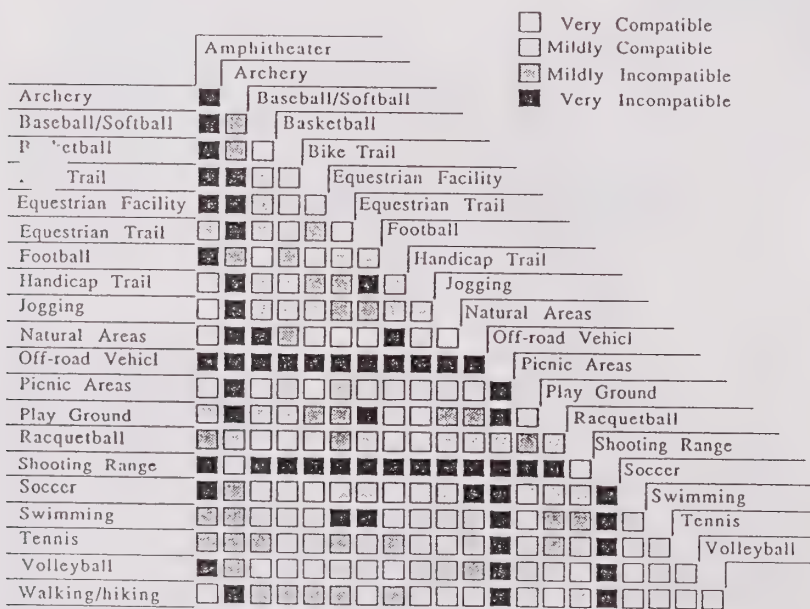 Very Compatible
Mildly Compatible
Mildly Incompatible
Very Incompatible
Amphitheater
Archery
Archery
Baseball/Softball
Baseball/Softball
Basketball
Bike Trail
Trail
Equestrian Facility
Equestrian Facility
Equestrian Trail
Equestrian Trail
Football
Football
Handicap Trail
Handicap Trail
Jogging
Jogging
Natural Areas
Natural Areas
Off-road Vehicl
Off-road Vehicl
Picnic Areas
Picnic Areas
Play Ground
Play Ground
Racquetball
Racquetball
Shooting Range
Shooting Range
Soccer
Soccer
Swimming
Swimming
Tennis
Tennis
Volleyball
Volleyball
Walking/hiking